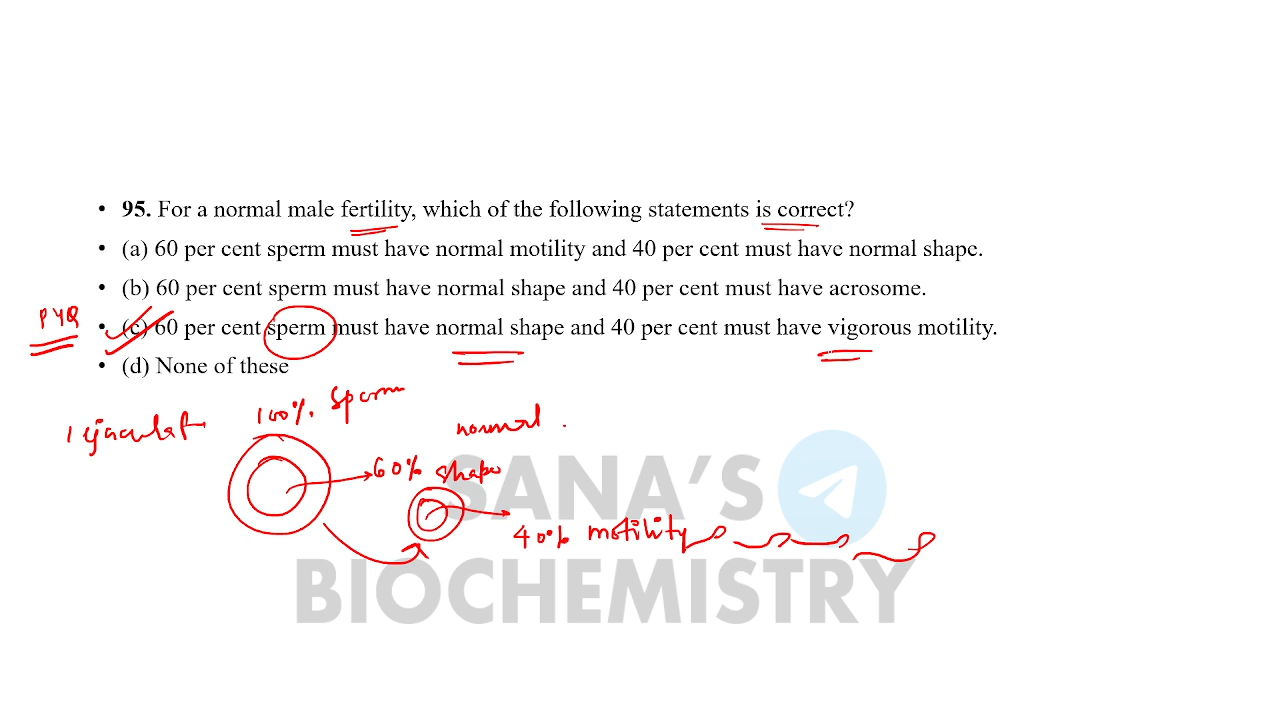 • 95. For a normal male fertility, which of the following statements is correct?
• (a) 60 per cent sperm must have normal motility and 40 per cent must have normal shape.
• (b) 60 per cent sperm must have normal shape and 40 per cent must have acrosome.
PYQ
• (c) 60 per cent sperm must have normal shape and 40 per cent must have vigorous motility.
• (d) None of these
1 ejaculat 100% Sperm
normal
60% shape
SANA'S
40% motility
BIOCHEMISTRY